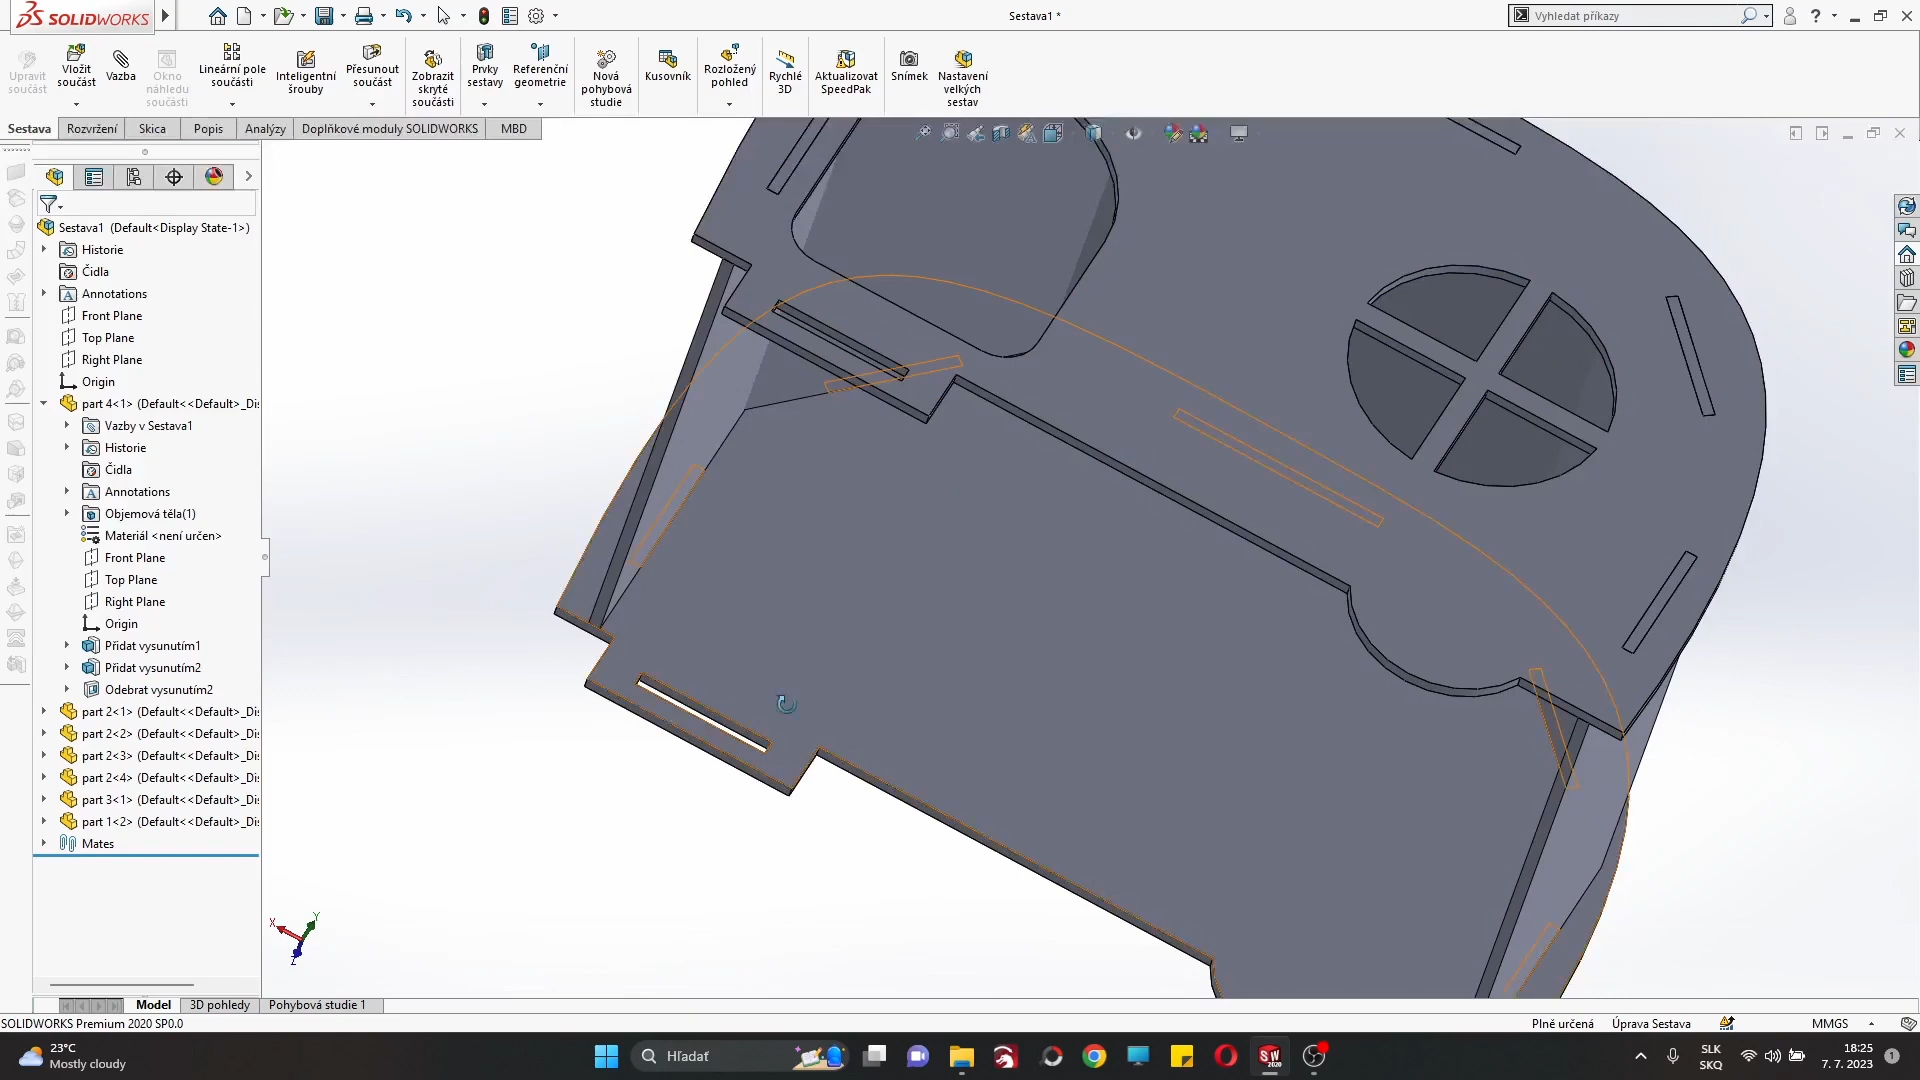 SOLIDWORKS
Sestava1 *
Vyhledat příkazy
Upravit součást
Vložit součást
Vazba
Okno náhledu součásti
Lineární pole součásti
Inteligentní šrouby
Přesunout součást
Zobrazit skryté součásti
Prvky sestavy
Referenční geometrie
Nová pohybová studie
Kusovník
Rozložený pohled
Rychlé 3D
Aktualizovat SpeedPak
Snímek
Nastavení velkých sestav
Sestava
Rozvržení
Skica
Popis
Analýzy
Doplňkové moduly SOLIDWORKS
MBD
Sestava1 (Default<Display State-1>)
Historie
Čidla
Annotations
Front Plane
Top Plane
Right Plane
Origin
part 4<1> (Default<<Default>_Di
Vazby v Sestava1
Historie
Čidla
Annotations
Objemová těla(1)
Materiál <není určen>
Front Plane
Top Plane
Right Plane
Origin
Přidat vysunutím1
Přidat vysunutím2
Odebrat vysunutím2
part 2<1> (Default<<Default>_Di
part 2<2> (Default<<Default>_Di
part 2<3> (Default<<Default>_Di
part 2<4> (Default<<Default>_Di
part 3<1> (Default<<Default>_Di
part 1<2> (Default<<Default>_Di
Mates
X
Y
Z
Model
3D pohledy
Pohybová studie 1
SOLIDWORKS Premium 2020 SP0.0
Plně určená
Úprava Sestava
MMGS
23°C
Mostly cloudy
Hľadať
SW
2020
SLK
SKQ
18:25
7. 7. 2023
1